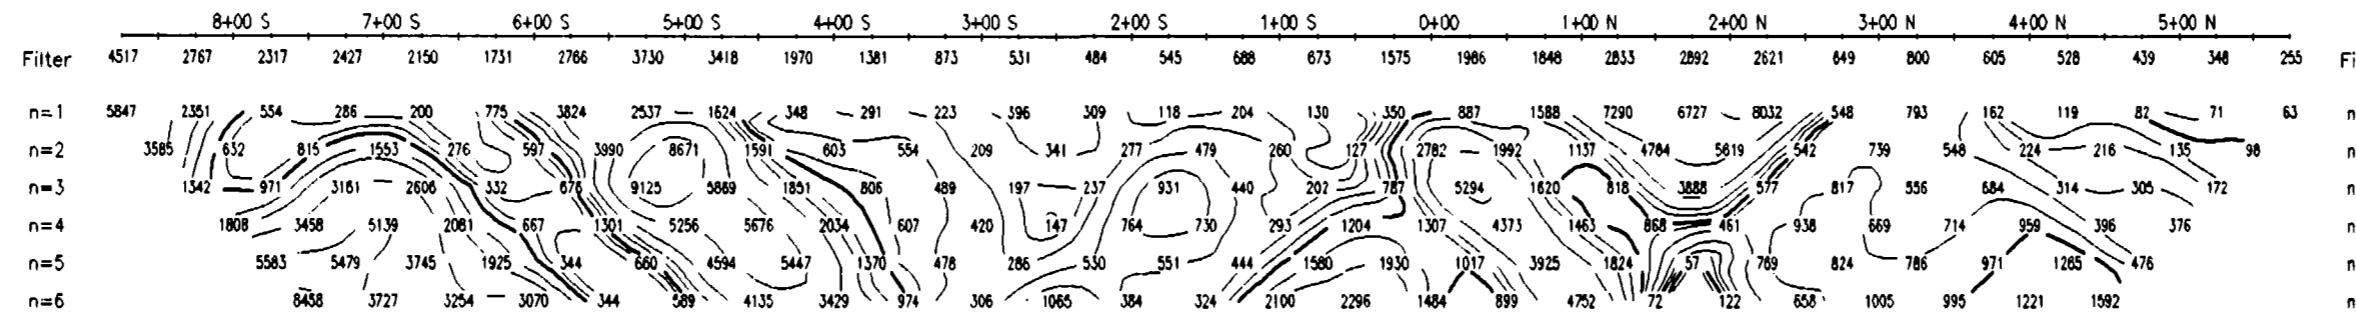 8+00 S 7+00 S 6+00 S 5+00 S 4+00 S 3+00 S 2+00 S 1+00 S 0+00 1+00 N 2+00 N 3+00 N 4+00 N 5+00 N
Filter 4517 2767 2317 2427 2150 1731 2766 3730 3418 1970 1381 873 531 484 545 688 673 1575 1986 1848 2833 2892 2621 649 800 605 528 439 348 255 Fi
n=1 5847 2351 554 286 200 775 3824 2537 1624 348 291 223 396 309 118 204 130 350 887 1588 7290 6727 8032 548 793 162 119 82 71 63 n
n=2 3585 632 815 1553 276 597 3990 8671 1591 603 554 209 341 277 479 260 127 2782 1992 1137 4784 5619 542 739 548 224 216 135 98 n
n=3 1342 971 3161 2606 332 676 9125 5869 1851 806 489 197 237 931 440 202 787 5294 1620 818 3888 577 817 556 684 314 305 172 n
n=4 1808 3458 5139 2081 667 1301 5256 5676 2034 607 420 147 764 730 293 1204 1307 4373 1463 868 461 938 669 714 959 396 376 n
n=5 5583 5479 3745 1925 344 660 4594 5447 1370 478 286 530 551 444 1580 1930 1017 3925 1824 57 769 824 786 971 1265 476 n
n=6 8458 3727 3254 3070 344 589 4135 3429 974 306 1065 384 324 2100 2296 1484 899 4752 72 122 658 1005 995 1221 1592 n